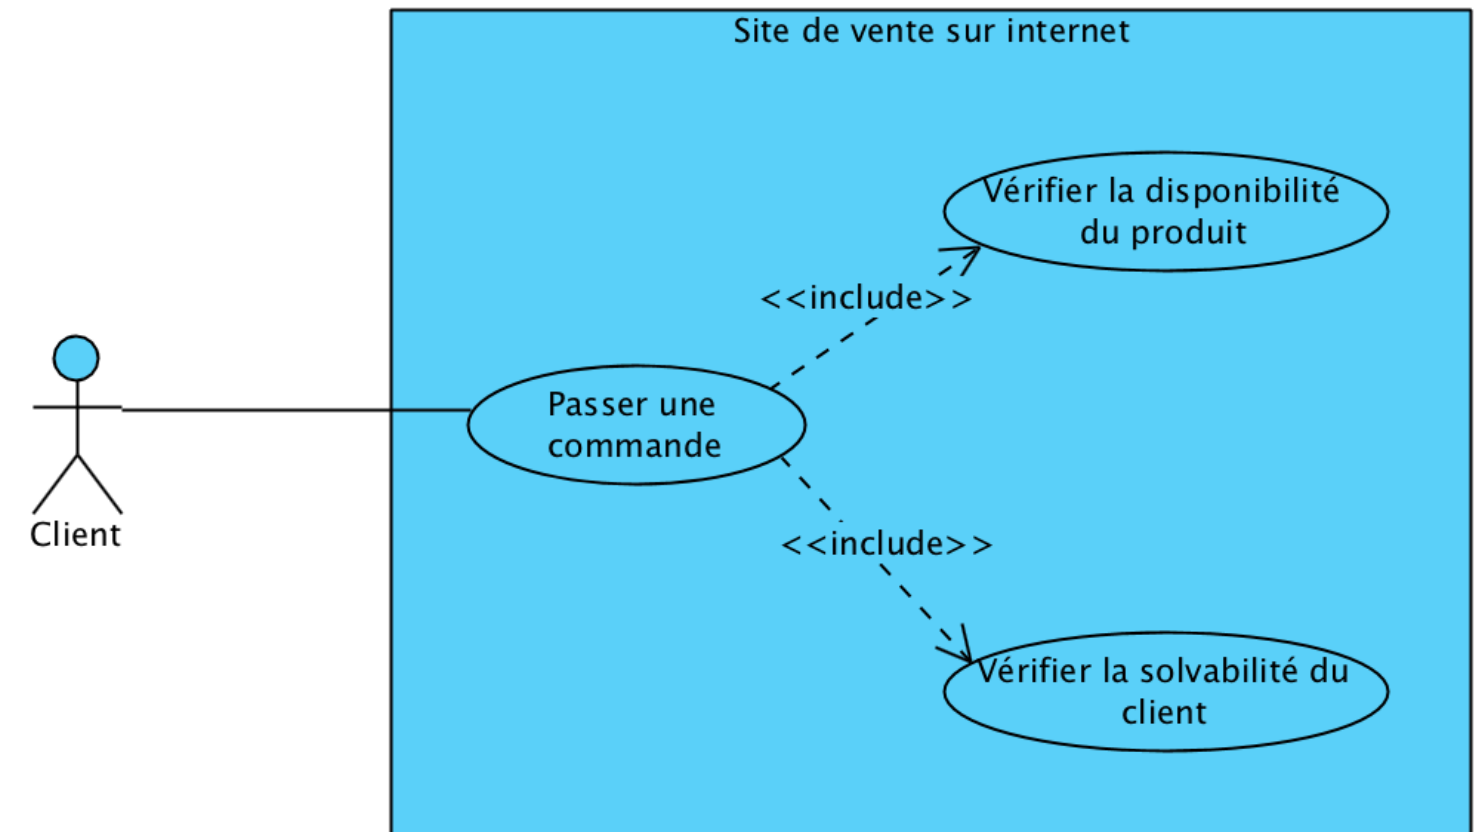 Site de vente sur internet
Vérifier la disponibilité
du produit
<<include>>
Passer une
commande
Client
<<include>>
Vérifier la solvabilité du
client